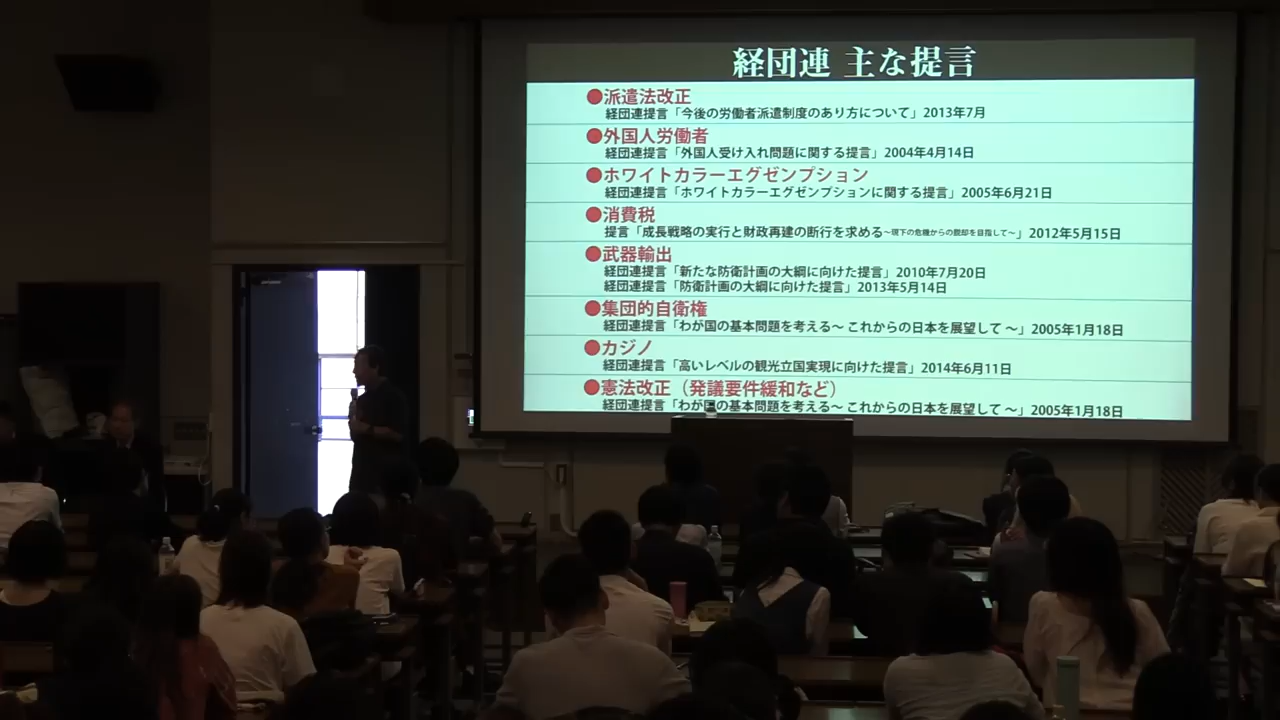 経団連 主な提言
●派遣法改正
経団連提言「今後の労働者派遣制度のあり方について」2013年7月
●外国人労働者
経団連提言「外国人受け入れ問題に関する提言」2004年4月14日
●ホワイトカラーエグゼンプション
経団連提言「ホワイトカラーエグゼンプションに関する提言」2005年6月21日
●消費税
提言「成長戦略の実行と財政再建の断行を求める～現下の危機からの脱却を目指して～」2012年5月15日
●武器輸出
経団連提言「新たな防衛計画の大綱に向けた提言」2010年7月20日
経団連提言「防衛計画の大綱に向けた提言」2013年5月14日
●集団的自衛権
経団連提言「わが国の基本問題を考える～ これからの日本を展望して ～」2005年1月18日
●カジノ
経団連提言「高いレベルの観光立国実現に向けた提言」2014年6月11日
●憲法改正（発議要件緩和など）
経団連提言「わが国の基本問題を考える～ これからの日本を展望して ～」2005年1月18日